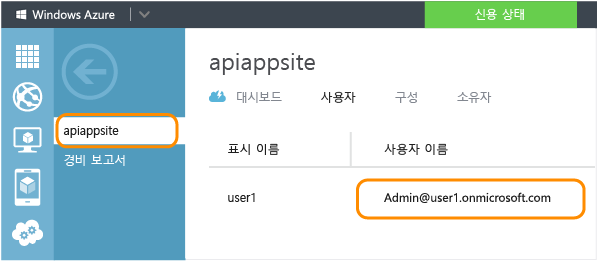 Windows Azure
신용 상태
apiappsite
apiappsite
경비 보고서
대시보드 사용자 구성 소유자
표시 이름 사용자 이름
user1 Admin@user1.onmicrosoft.com